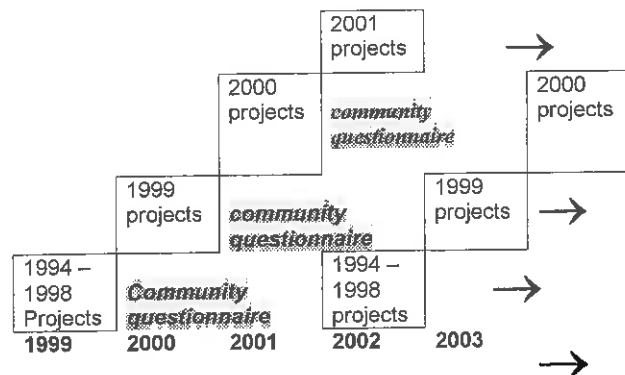 2001
projects
2000
projects
community
questionnaire
2000
projects
1999
projects
community
questionnaire
1999
projects
1994 –
1998
Projects
Community
questionnaire
1994 –
1998
projects
1999 2000 2001 2002 2003